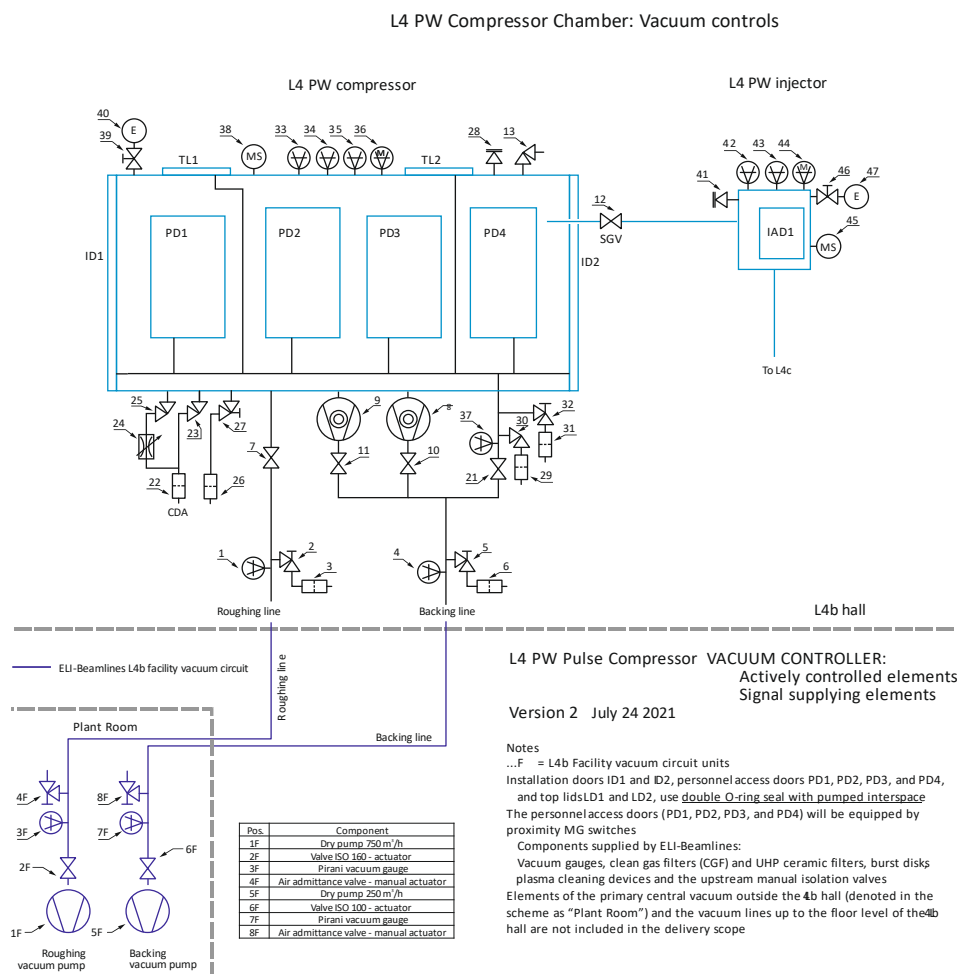 L4 PW Compressor Chamber: Vacuum controls
L4 PW compressor
L4 PW injector
40
E
39
38
MS
33
34
35
36
M
28
13
TL1
TL2
42
43
44
M
46
47
E
41
12
SGV
45
MS
IAD1
ID1
PD1
PD2
PD3
PD4
ID2
To L4c
25
24
23
27
22
26
CDA
7
9
8
11
10
37
21
30
32
31
29
1
2
3
4
5
6
Roughing line
Backing line
L4b hall
ELI-Beamlines L4b facility vacuum circuit
Roughing line
Backing line
Plant Room
4F
3F
2F
1F
8F
7F
6F
5F
Roughing
vacuum pump
Backing
vacuum pump
Pos. Component
1F Dry pump 750 m³/h
2F Valve ISO 160 - actuator
3F Pirani vacuum gauge
4F Air admittance valve - manual actuator
5F Dry pump 250 m³/h
6F Valve ISO 100 - actuator
7F Pirani vacuum gauge
8F Air admittance valve - manual actuator
L4 PW Pulse Compressor VACUUM CONTROLLER:
Actively controlled elements
Signal supplying elements
Version 2 July 24 2021
Notes
...F = L4b Facility vacuum circuit units
Installation doors ID1 and ID2, personnel access doors PD1, PD2, PD3, and PD4,
and top lids LD1 and LD2, use double O-ring seal with pumped interspace
The personnel access doors (PD1, PD2, PD3, and PD4) will be equipped by
proximity MG switches
Components supplied by ELI-Beamlines:
Vacuum gauges, clean gas filters (CGF) and UHP ceramic filters, burst disks,
plasma cleaning devices and the upstream manual isolation valves
Elements of the primary central vacuum outside the L4b hall (denoted in the
scheme as "Plant Room") and the vacuum lines up to the floor level of the L4b
hall are not included in the delivery scope